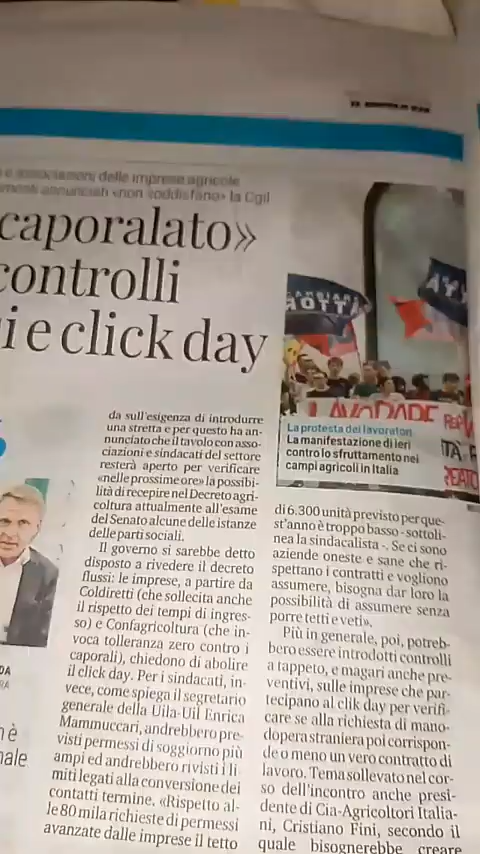 e associazioni delle imprese agricole
annunciati «non soddisfano» la Cgil
caporalato»
controlli
i e click day
da sull'esigenza di introdurre
una stretta e per questo ha an-
nunciato che il tavolo con asso-
ciazioni e sindacati del settore
resterà aperto per verificare
«nelle prossime ore» la possibi-
lità di recepire nel Decreto agri-
coltura attualmente all'esame
del Senato alcune delle istanze
delle parti sociali.
Il governo si sarebbe detto
disposto a rivedere il decreto
flussi: le imprese, a partire da
Coldiretti (che sollecita anche
il rispetto dei tempi di ingres-
so) e Confagricoltura (che in-
voca tolleranza zero contro i
caporali), chiedono di abolire
il click day. Per i sindacati, in-
vece, come spiega il segretario
generale della Uila-Uil Enrica
Mammuccari, andrebbero pre-
visti permessi di soggiorno più
ampi ed andrebbero rivisti i li-
miti legati alla conversione dei
contatti termine. «Rispetto al-
le 80 mila richieste di permessi
avanzate dalle imprese il tetto
LAVORARE
La protesta dei lavoratori
La manifestazione di ieri
contro lo sfruttamento nei
campi agricoli in Italia
di 6.300 unità previsto per que-
st'anno è troppo basso - sottoli-
nea la sindacalista -. Se ci sono
aziende oneste e sane che ri-
spettano i contratti e vogliono
assumere, bisogna dar loro la
possibilità di assumere senza
porre tetti e veti».
Più in generale, poi, potreb-
bero essere introdotti controlli
a tappeto, e magari anche pre-
ventivi, sulle imprese che par-
tecipano al clik day per verifi-
care se alla richiesta di mano-
dopera straniera poi corrispon-
de o meno un vero contratto di
lavoro. Tema sollevato nel cor-
so dell'incontro anche presi-
dente di Cia-Agricoltori Italia-
ni, Cristiano Fini, secondo il
quale bisognerebbe creare